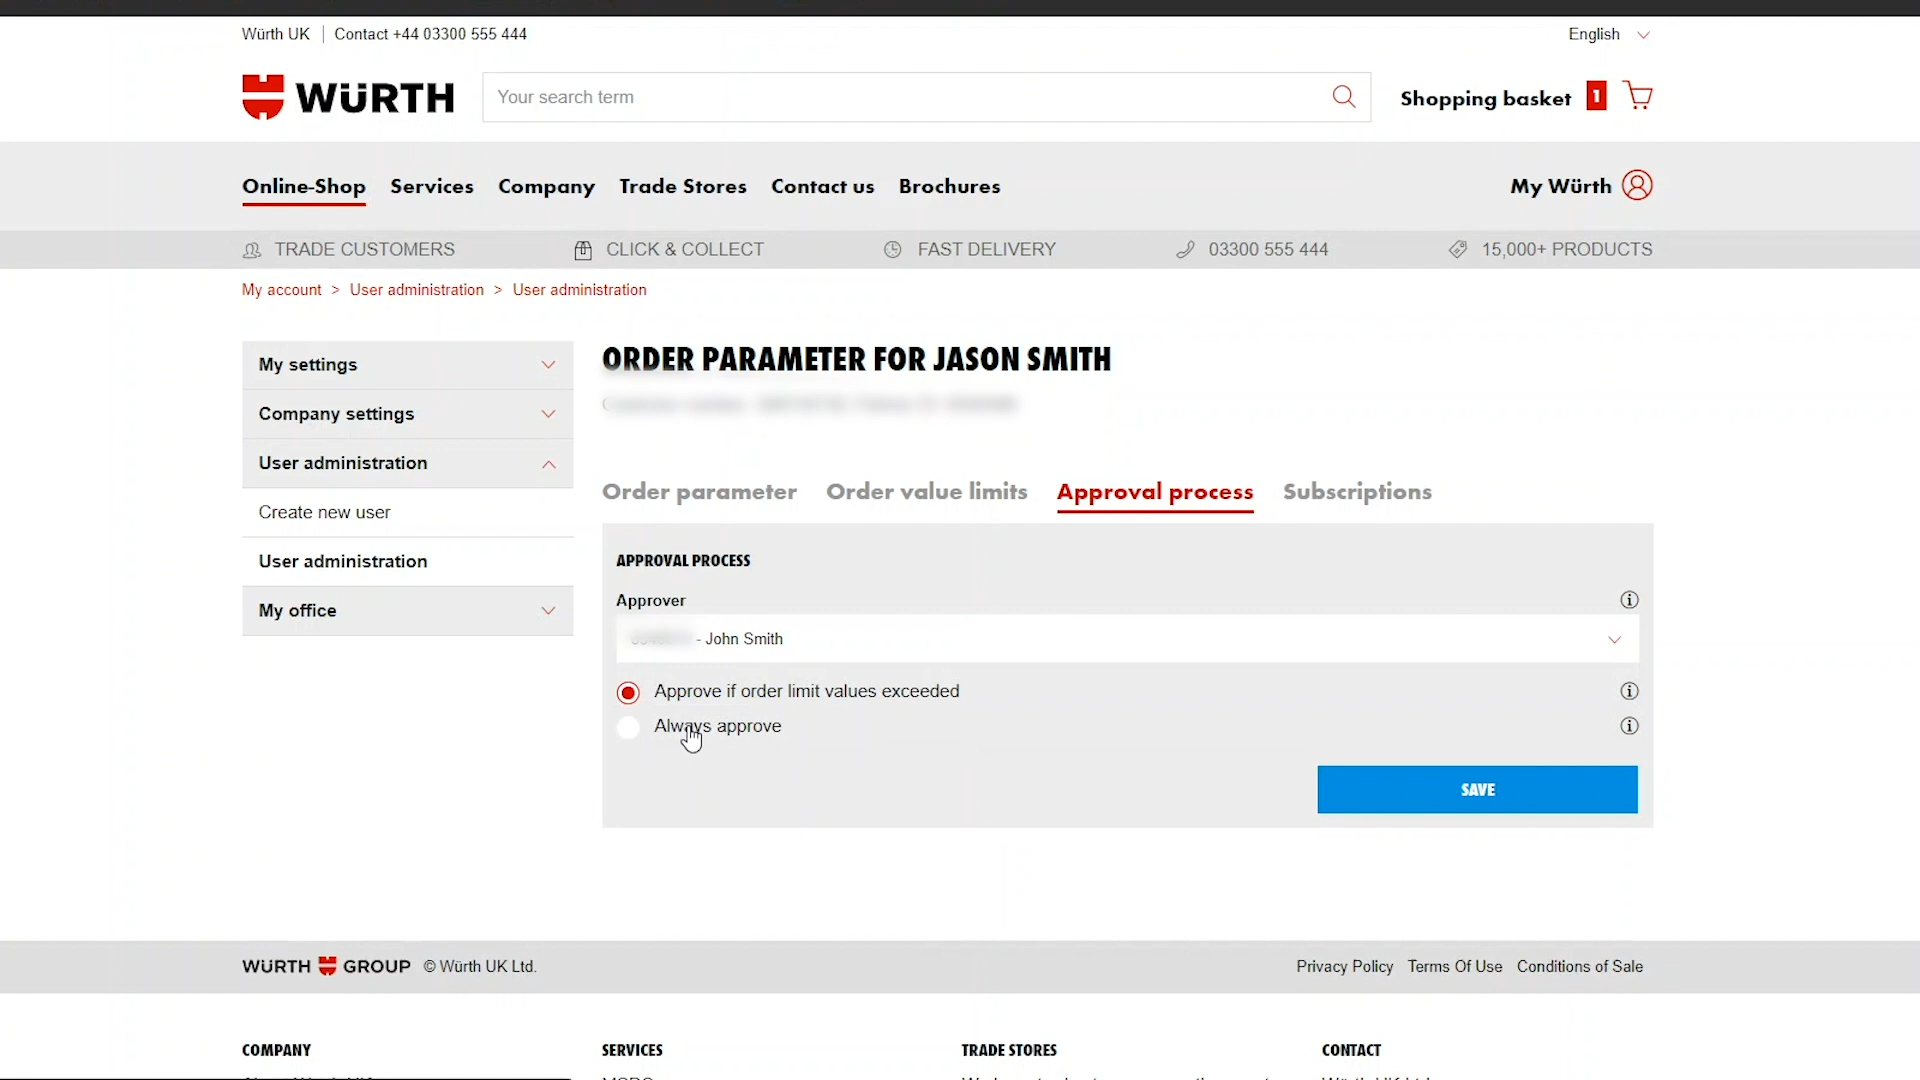 Würth UK | Contact +44 03300 555 444
English
WÜRTH
Your search term
Shopping basket 1
Online-Shop Services Company Trade Stores Contact us Brochures
My Würth
TRADE CUSTOMERS CLICK & COLLECT FAST DELIVERY 03300 555 444 15,000+ PRODUCTS
My account > User administration > User administration
My settings
Company settings
User administration
Create new user
User administration
My office
ORDER PARAMETER FOR JASON SMITH
Order parameter Order value limits Approval process Subscriptions
APPROVAL PROCESS
Approver
- John Smith
Approve if order limit values exceeded
Always approve
SAVE
WÜRTH GROUP © Würth UK Ltd.
Privacy Policy Terms Of Use Conditions of Sale
COMPANY SERVICES TRADE STORES CONTACT